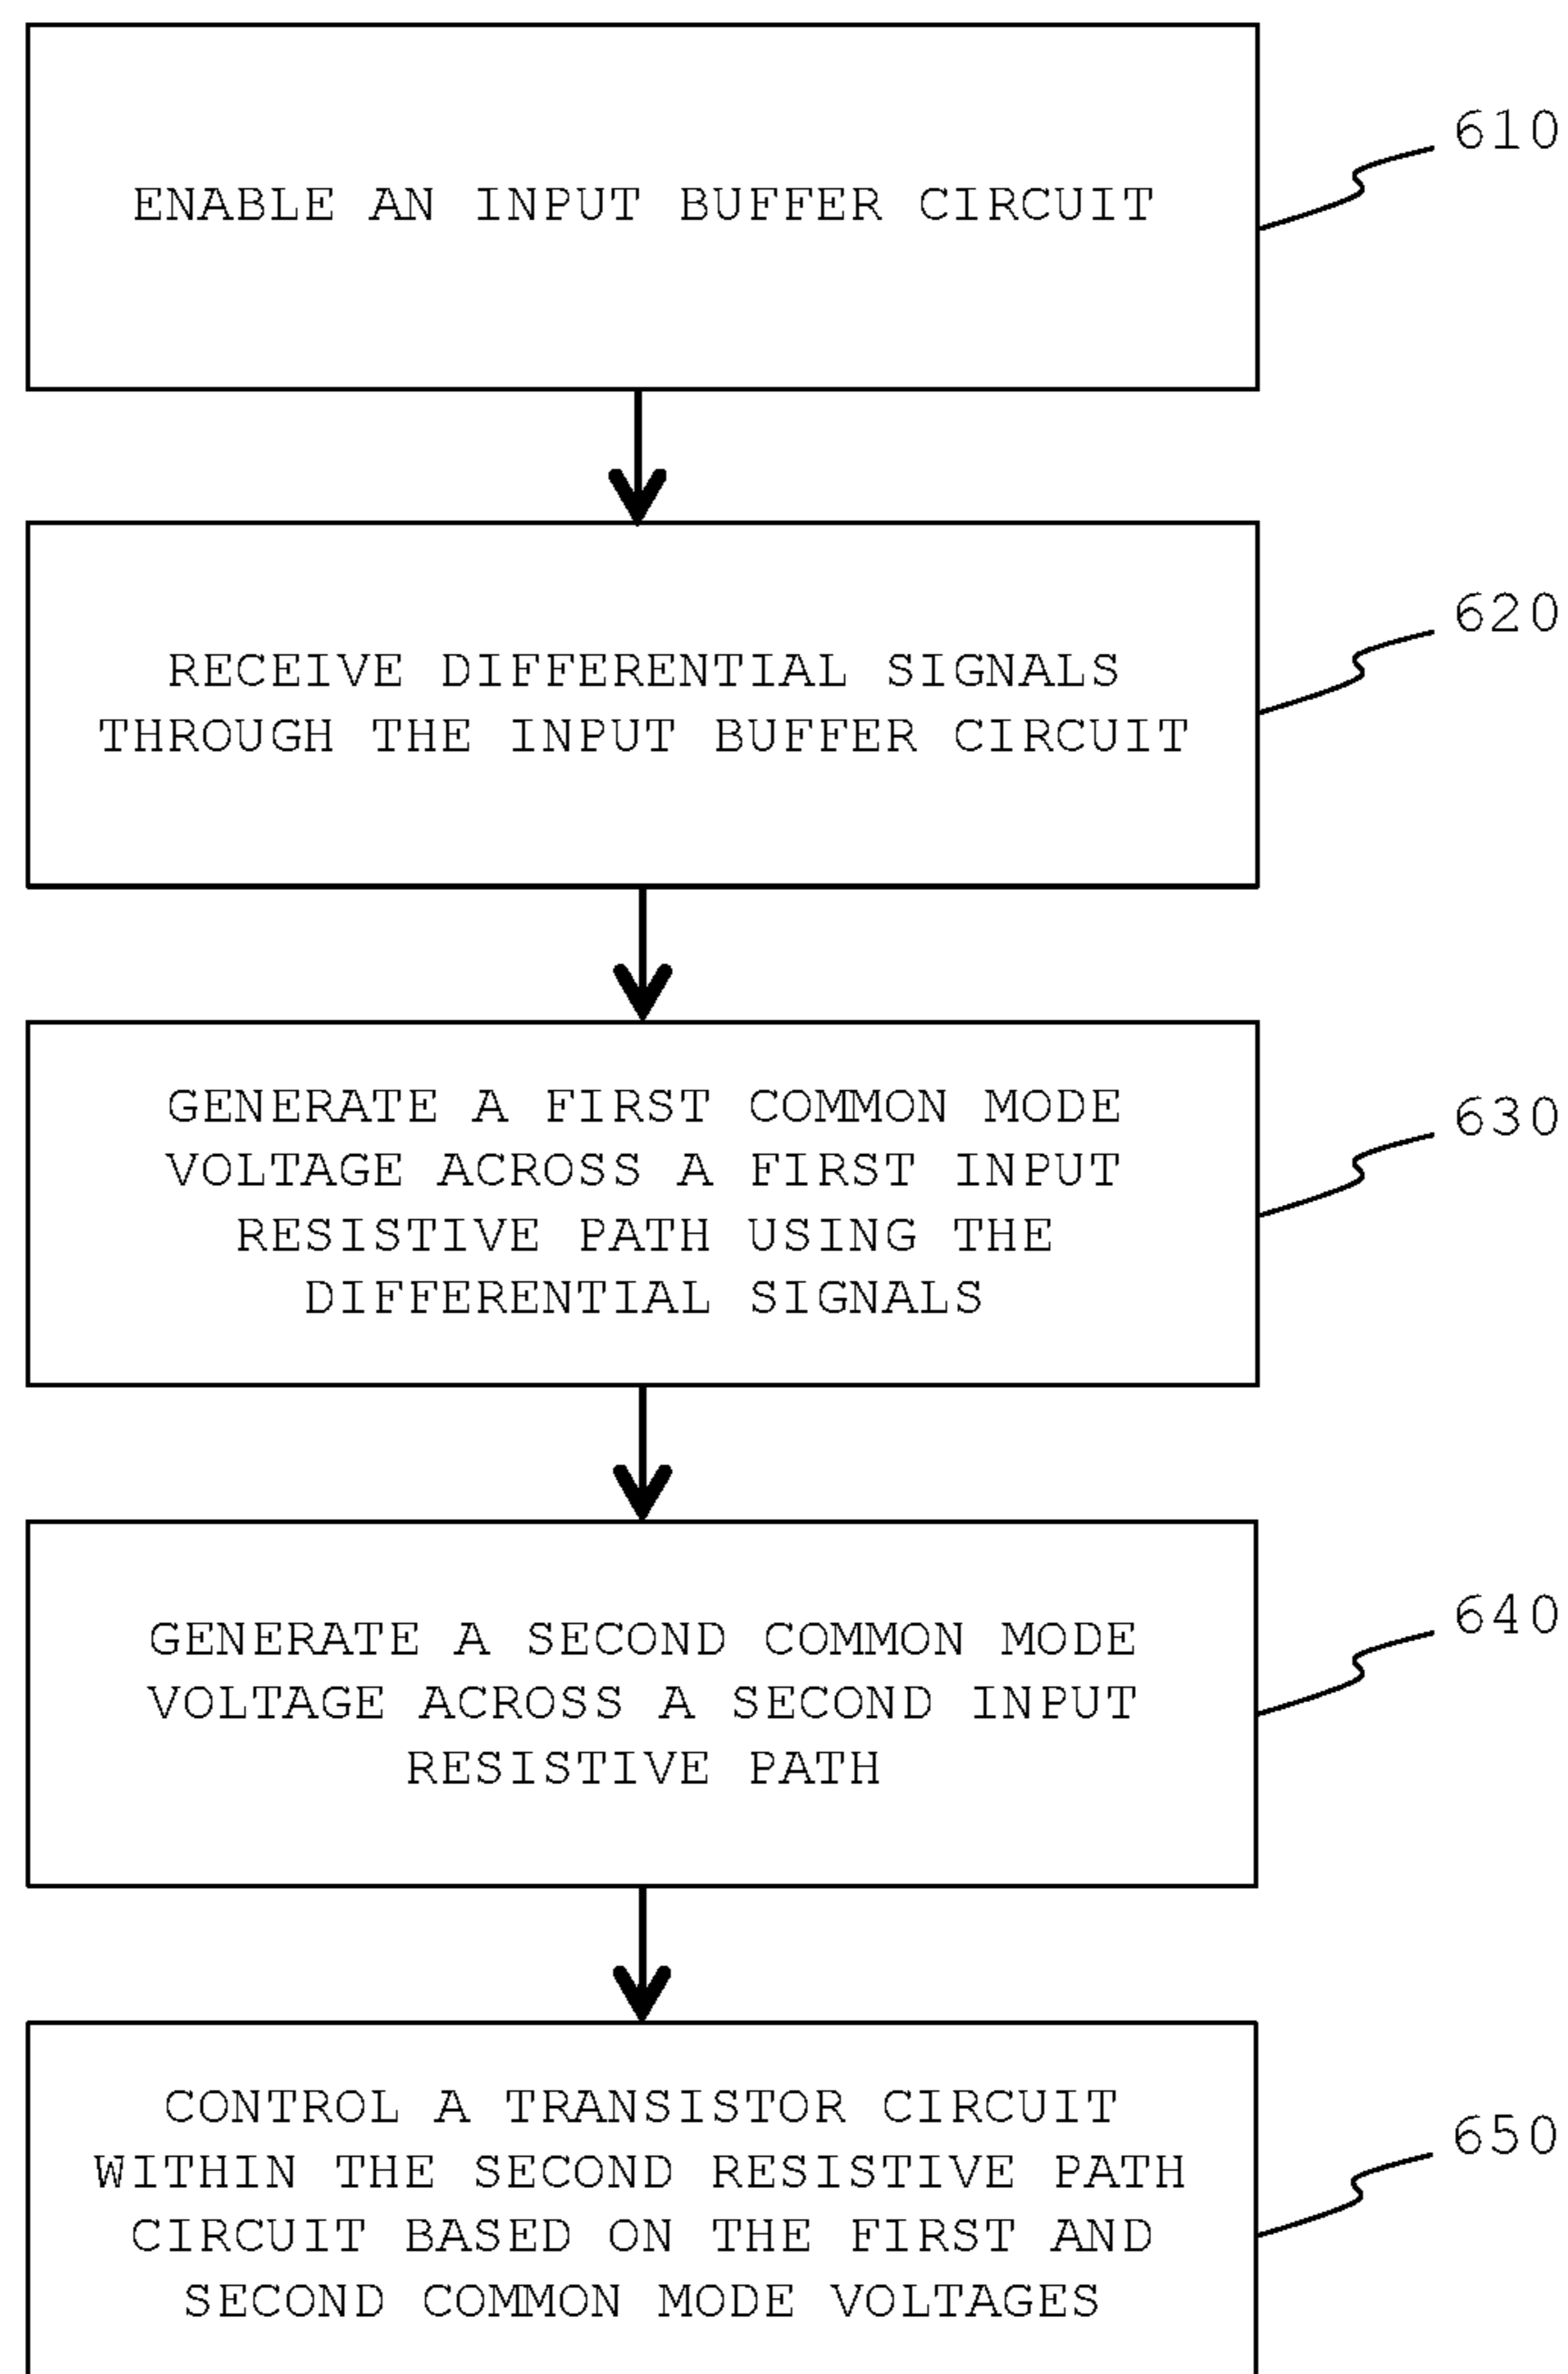 ENABLE AN INPUT BUFFER CIRCUIT
610
RECEIVE DIFFERENTIAL SIGNALS
THROUGH THE INPUT BUFFER CIRCUIT
620
GENERATE A FIRST COMMON MODE
VOLTAGE ACROSS A FIRST INPUT
RESISTIVE PATH USING THE
DIFFERENTIAL SIGNALS
630
GENERATE A SECOND COMMON MODE
VOLTAGE ACROSS A SECOND INPUT
RESISTIVE PATH
640
CONTROL A TRANSISTOR CIRCUIT
WITHIN THE SECOND RESISTIVE PATH
CIRCUIT BASED ON THE FIRST AND
SECOND COMMON MODE VOLTAGES
650